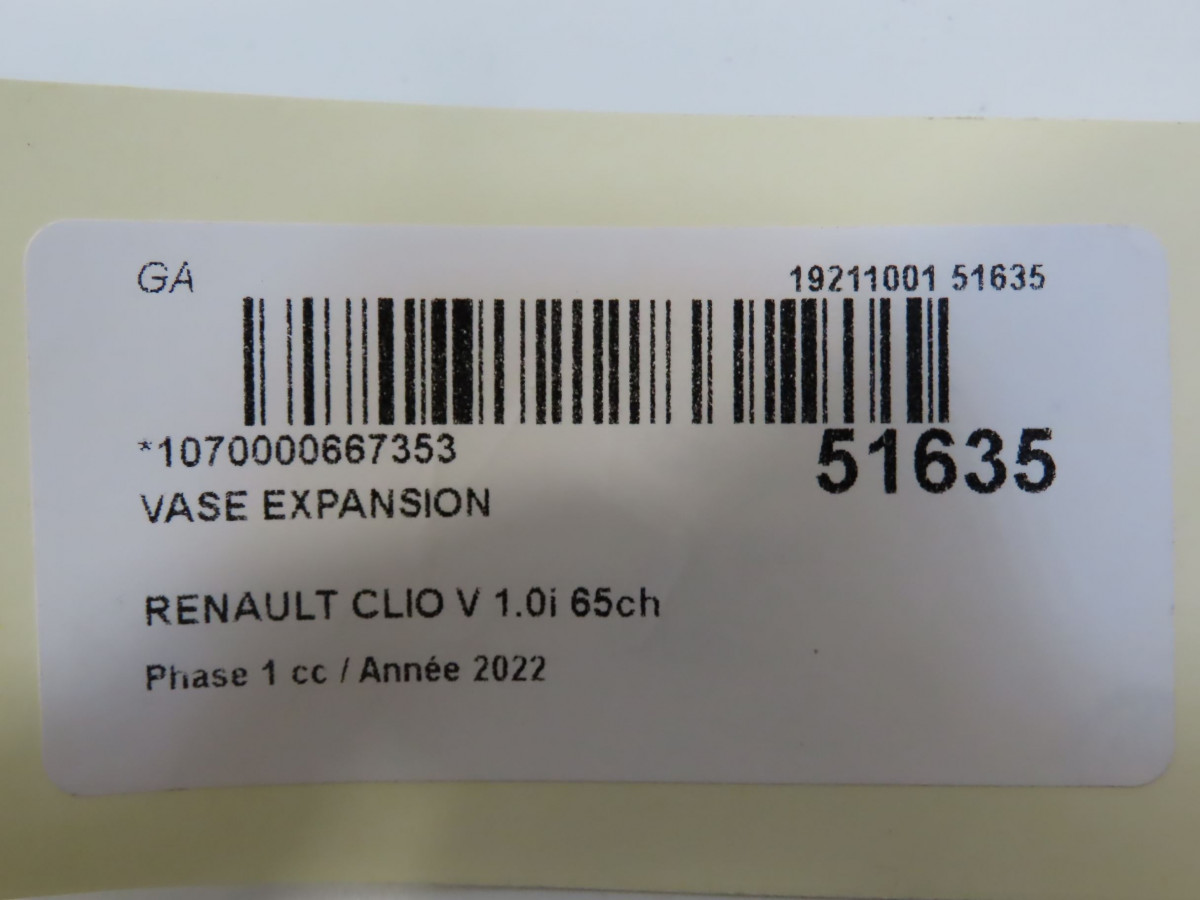 GA
19211001 51635
*1070000667353
51635
VASE EXPANSION
RENAULT CLIO V 1.0i 65ch
Phase 1 cc / Année 2022